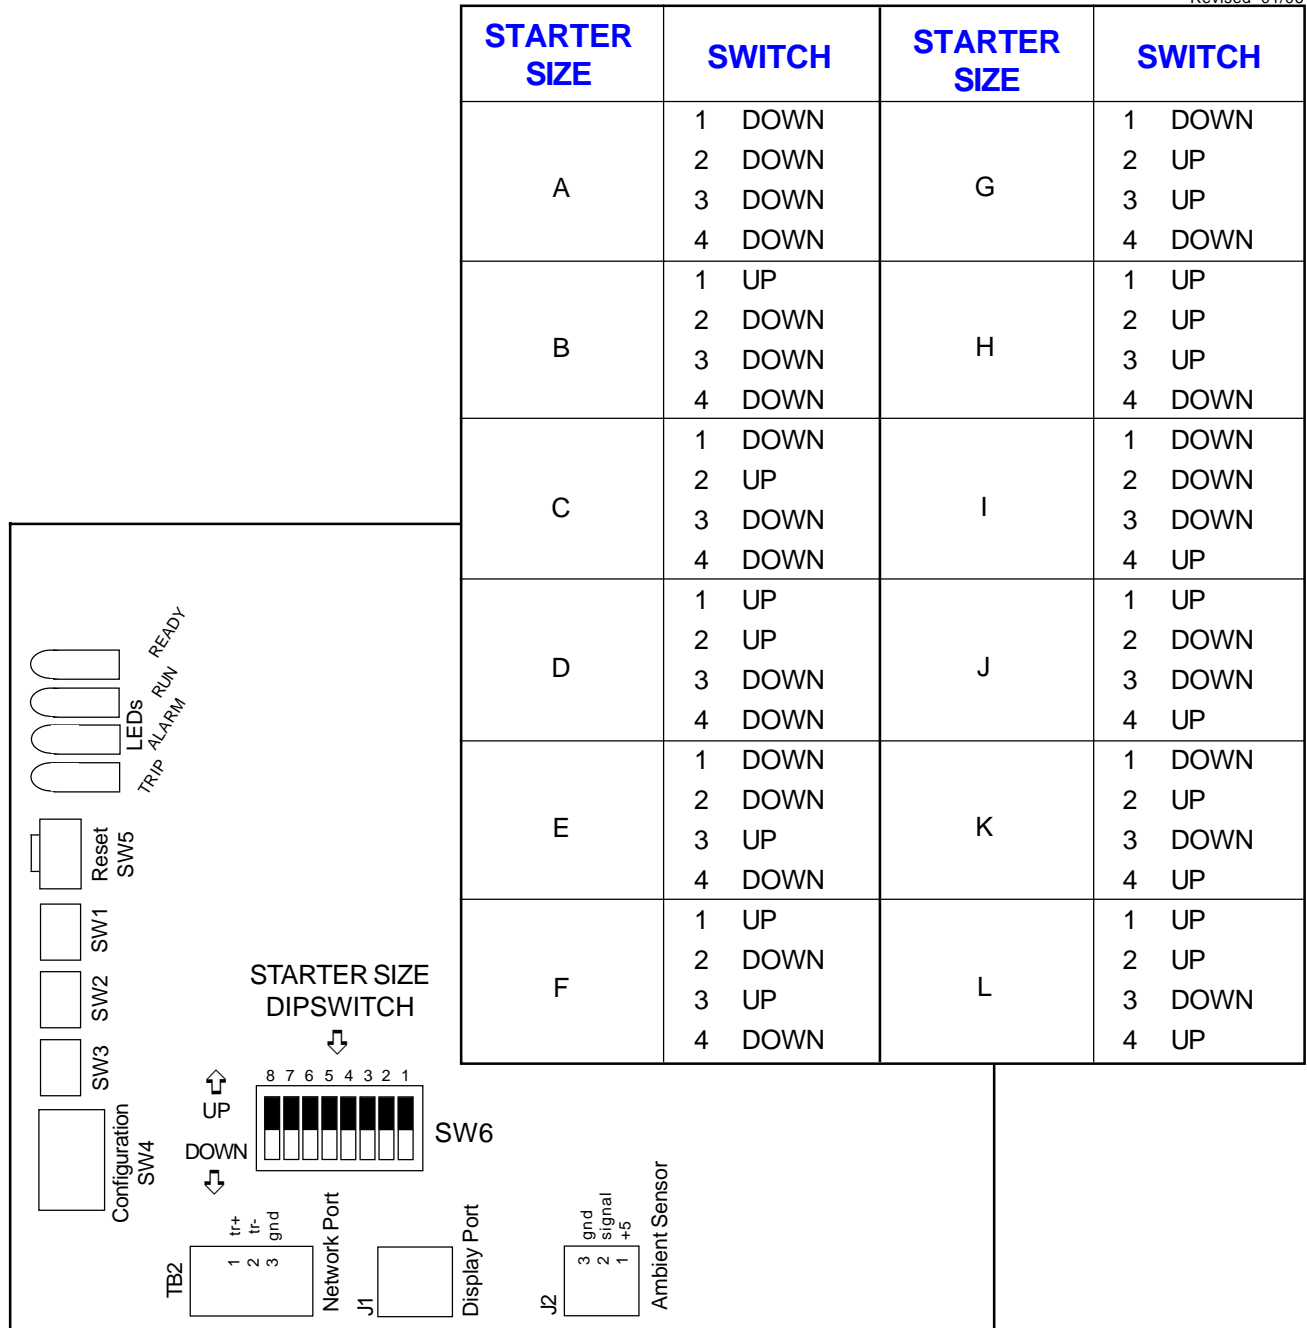 STARTER SIZE SWITCH STARTER SIZE SWITCH
A
1 DOWN
2 DOWN
3 DOWN
4 DOWN
G
1 DOWN
2 UP
3 UP
4 DOWN
B
1 UP
2 DOWN
3 DOWN
4 DOWN
H
1 UP
2 UP
3 UP
4 DOWN
C
1 DOWN
2 UP
3 DOWN
4 DOWN
I
1 DOWN
2 DOWN
3 DOWN
4 UP
D
1 UP
2 UP
3 DOWN
4 DOWN
J
1 UP
2 DOWN
3 DOWN
4 UP
E
1 DOWN
2 DOWN
3 UP
4 DOWN
K
1 DOWN
2 UP
3 DOWN
4 UP
F
1 UP
2 DOWN
3 UP
4 DOWN
L
1 UP
2 UP
3 DOWN
4 UP
READY
RUN
ALARM
TRIP
LEDs
Reset
SW5
SW1
SW2
SW3
Configuration
SW4
STARTER SIZE
DIPSWITCH
UP
DOWN
8 7 6 5 4 3 2 1
SW6
TB2
1 tr+
2 tr-
3 gnd
Network Port
J1
Display Port
J2
3 gnd
2 signal
1 +5
Ambient Sensor